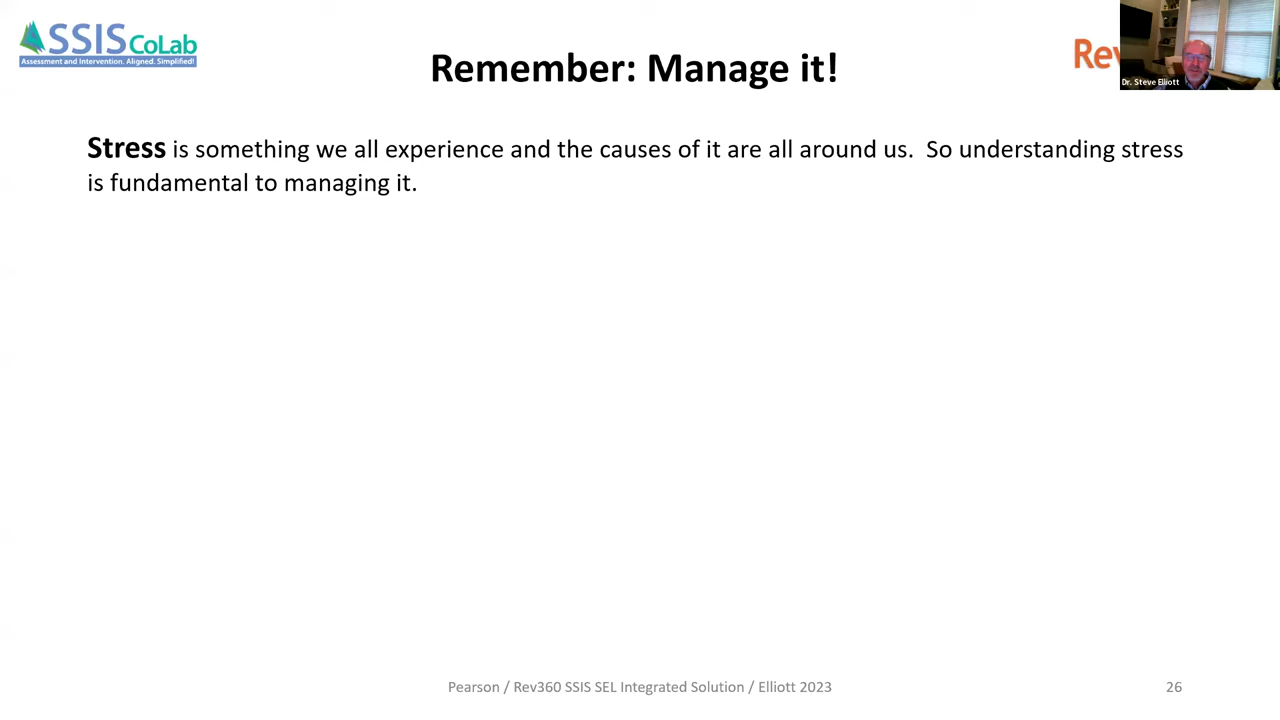 SSIS CoLab
Assessment and Intervention. Aligned. Simplified!
Remember: Manage it!
Dr. Steve Elliott
Stress is something we all experience and the causes of it are all around us.  So understanding stress
is fundamental to managing it.
Pearson / Rev360 SSIS SEL Integrated Solution / Elliott 2023
26